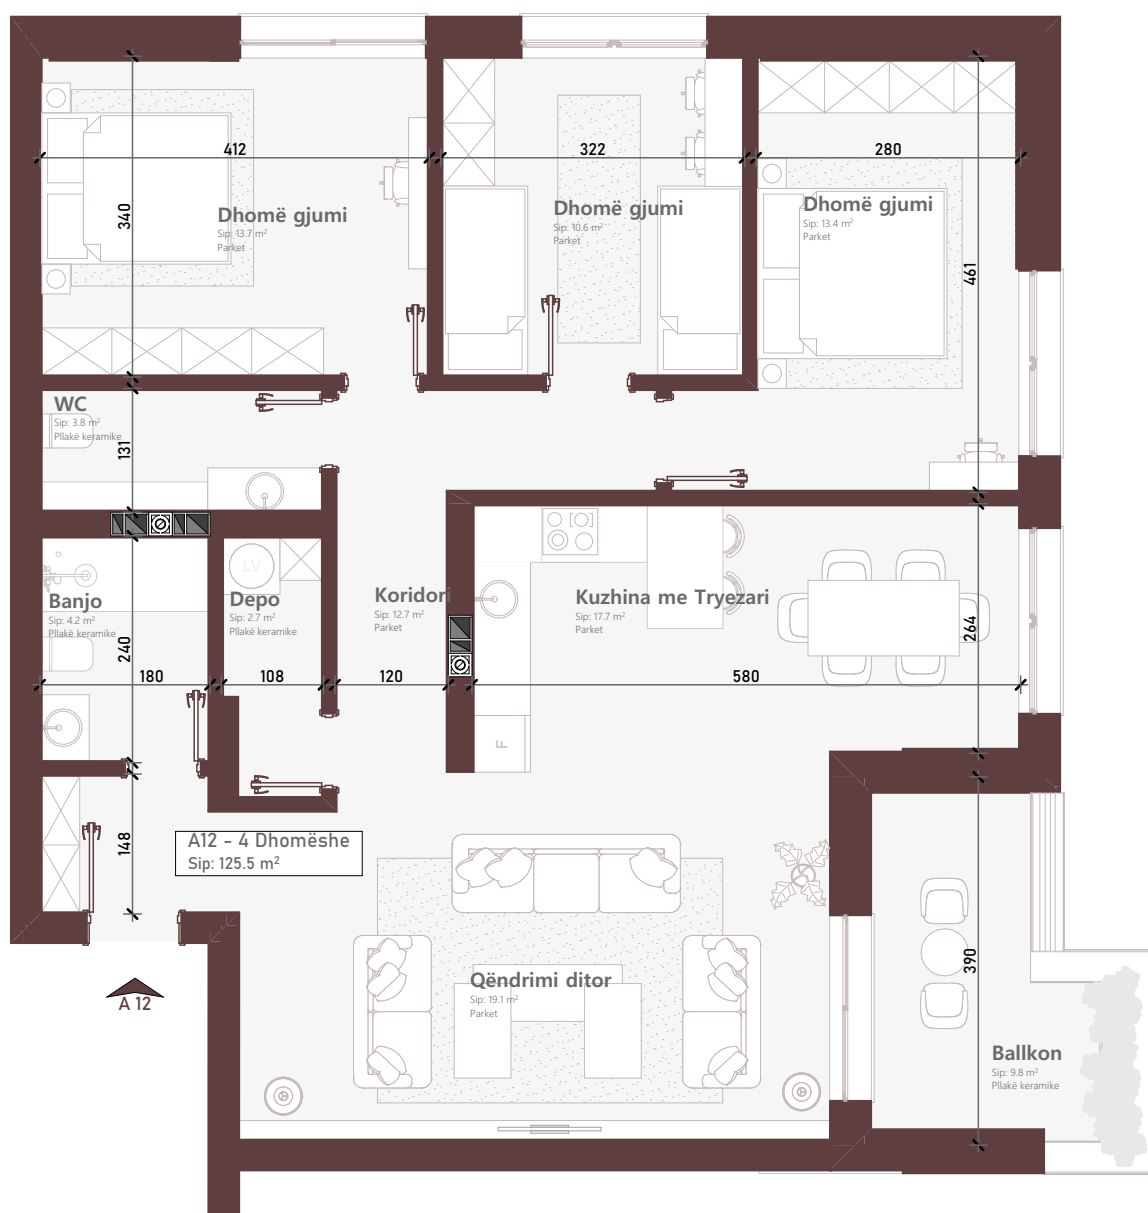 412
322
280
340
461
Dhomë gjumi
Sip: 13.7 m²
Parket
Dhomë gjumi
Sip: 10.6 m²
Parket
Dhomë gjumi
Sip: 13.4 m²
Parket
WC
Sip: 3.8 m²
Pllakë keramike
131
LV
Banjo
Sip: 4.2 m²
Pllakë keramike
240
Depo
Sip: 2.7 m²
Pllakë keramike
Koridori
Sip: 12.7 m²
Parket
Kuzhina me Tryezari
Sip: 17.7 m²
Parket
264
180
108
120
580
F
148
A12 - 4 Dhomëshe
Sip: 125.5 m²
A 12
Qëndrimi ditor
Sip: 19.1 m²
Parket
390
Ballkon
Sip: 9.8 m²
Pllakë keramike